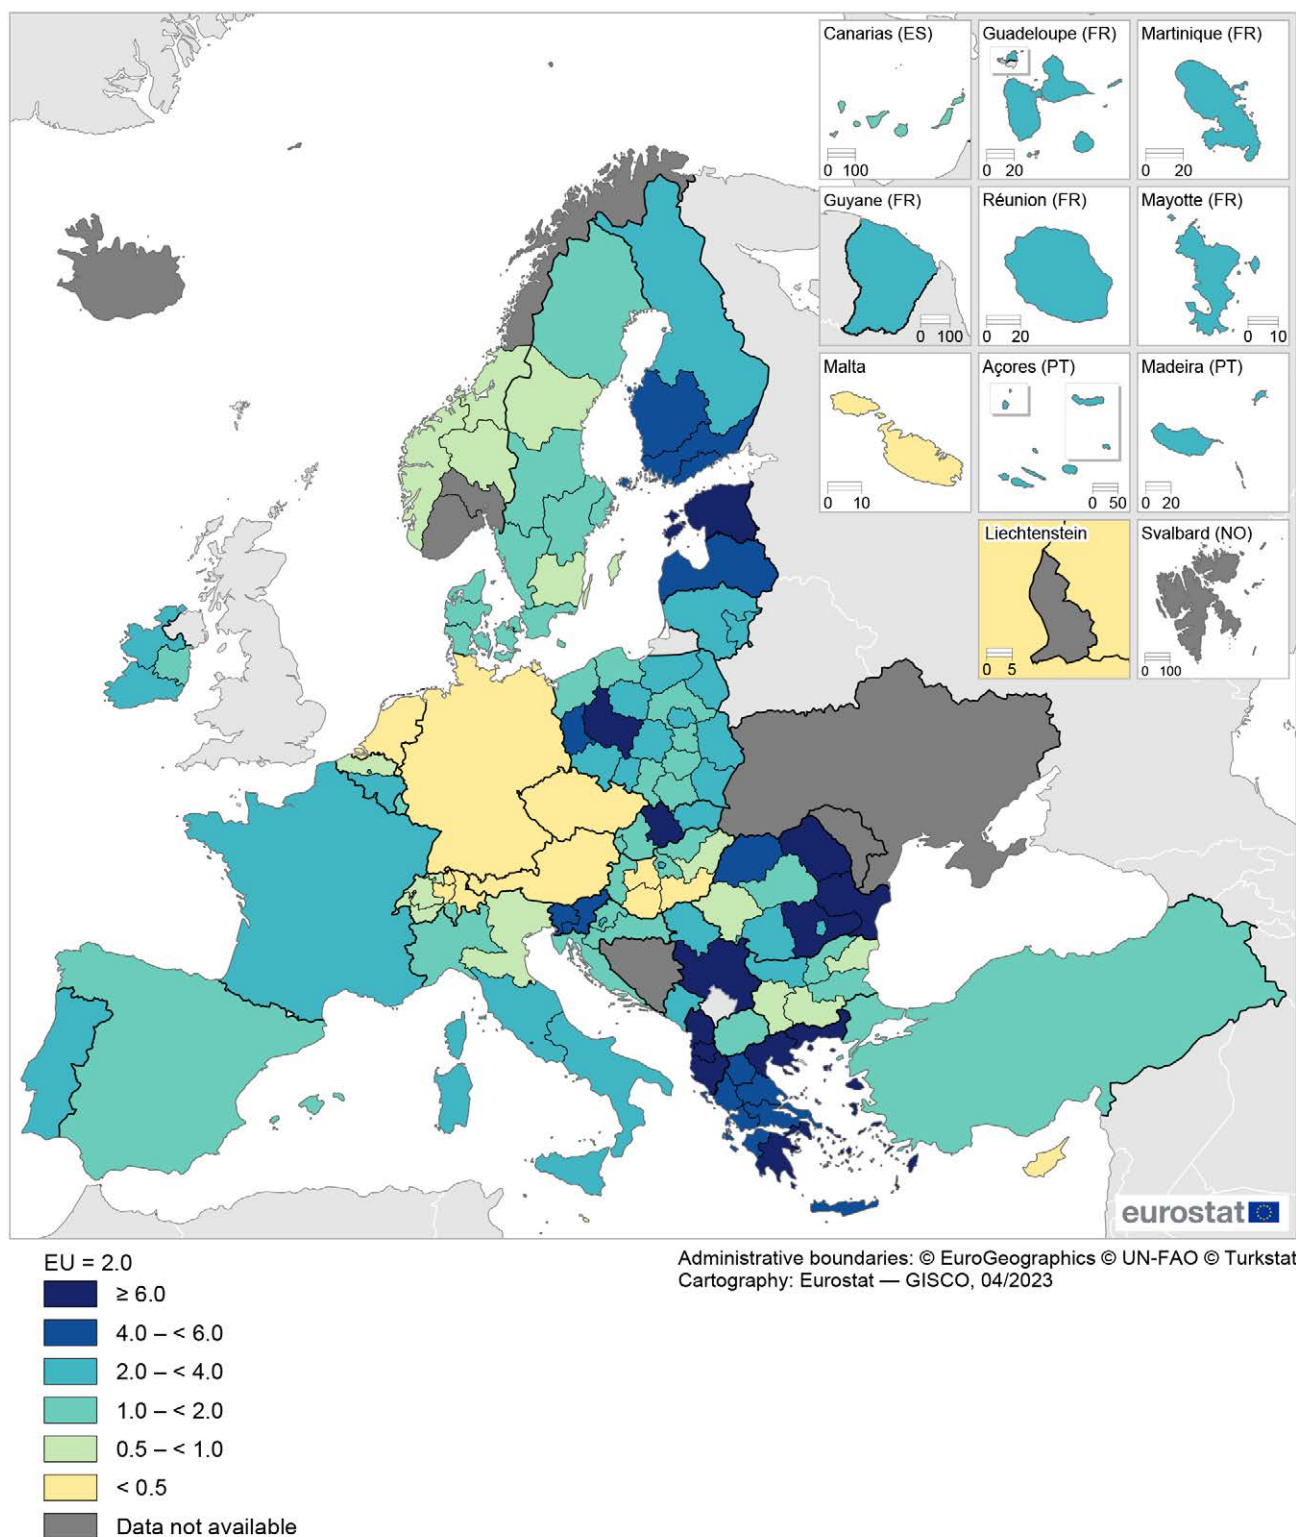 Canarias (ES)
0 100
Guadeloupe (FR)
0 20
Martinique (FR)
0 20
Guyane (FR)
0 100
Réunion (FR)
0 20
Mayotte (FR)
0 10
Malta
0 10
Açores (PT)
0 50
Madeira (PT)
0 20
Liechtenstein
0 5
Svalbard (NO)
0 100
eurostat
EU = 2.0
≥ 6.0
4.0 – < 6.0
2.0 – < 4.0
1.0 – < 2.0
0.5 – < 1.0
< 0.5
Data not available
Administrative boundaries: © EuroGeographics © UN-FAO © Turkstat
Cartography: Eurostat — GISCO, 04/2023